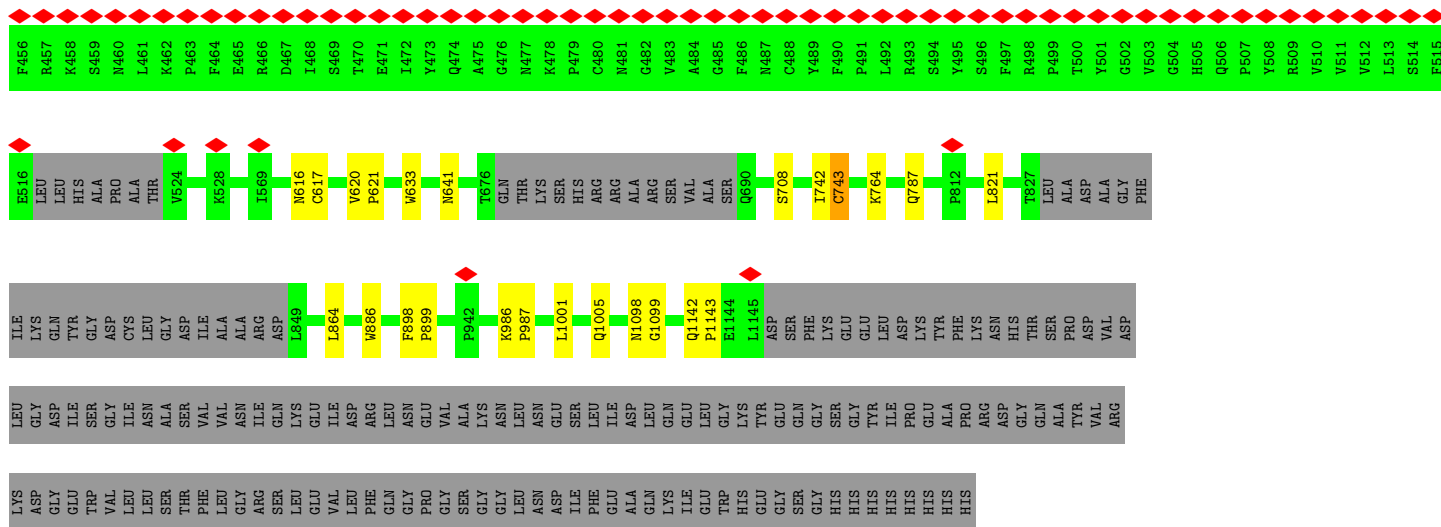 F456 R457 K458 S459 N460 L461 K462 P463 F464 E465 R466 D467 I468 S469 T470 E471 I472 Y473 Q474 A475 G476 N477 K478 P479 C480 N481 G482 V483 A484 G485 F486 N487 C488 Y489 F490 P491 L492 R493 S494 Y495 S496 F497 R498 P499 T500 Y501 G502 V503 G504 H505 Q506 P507 Y508 R509 V510 V511 V512 L513 S514 F515
E516 LEU LEU HIS ALA PRO ALA THR V524 K528 I569 N616 C617 V620 P621 W633 N641 T676 GLN THR LYS SER HIS ARG ARG ALA ARG SER VAL ALA SER Q690 S708 I742 C743 K764 Q787 P812 L821 T827 LEU ALA ASP ALA GLY PHE
ILE LYS GLN TYR GLY ASP CYS LEU GLY ASP ILE ALA ALA ARG ASP L849 L864 W886 F898 P899 P942 K986 P987 L1001 Q1005 N1098 G1099 Q1142 P1143 E1144 L1145 ASP SER PHE LYS GLU GLU LEU ASP LYS TYR PHE LYS ASN HIS THR SER PRO ASP VAL ASP
LEU GLY ASP ILE SER GLY ILE ASN ALA SER VAL VAL ASN ILE GLN LYS GLU ILE ASP ARG LEU ASN GLU VAL ALA LYS ASN LEU ASN GLU SER LEU ILE ASP LEU GLN GLU LEU GLY LYS TYR GLU GLN GLY SER GLY TYR ILE PRO GLU ALA PRO ARG ASP GLY GLN ALA TYR VAL ARG
LYS ASP GLY GLU TRP VAL LEU LEU SER THR PHE LEU GLY ARG SER LEU GLU VAL LEU PHE GLN GLY PRO GLY SER GLY GLY LEU ASN ASP ILE PHE GLU ALA GLN LYS ILE GLU TRP HIS GLU GLY SER GLY HIS HIS HIS HIS HIS HIS HIS HIS